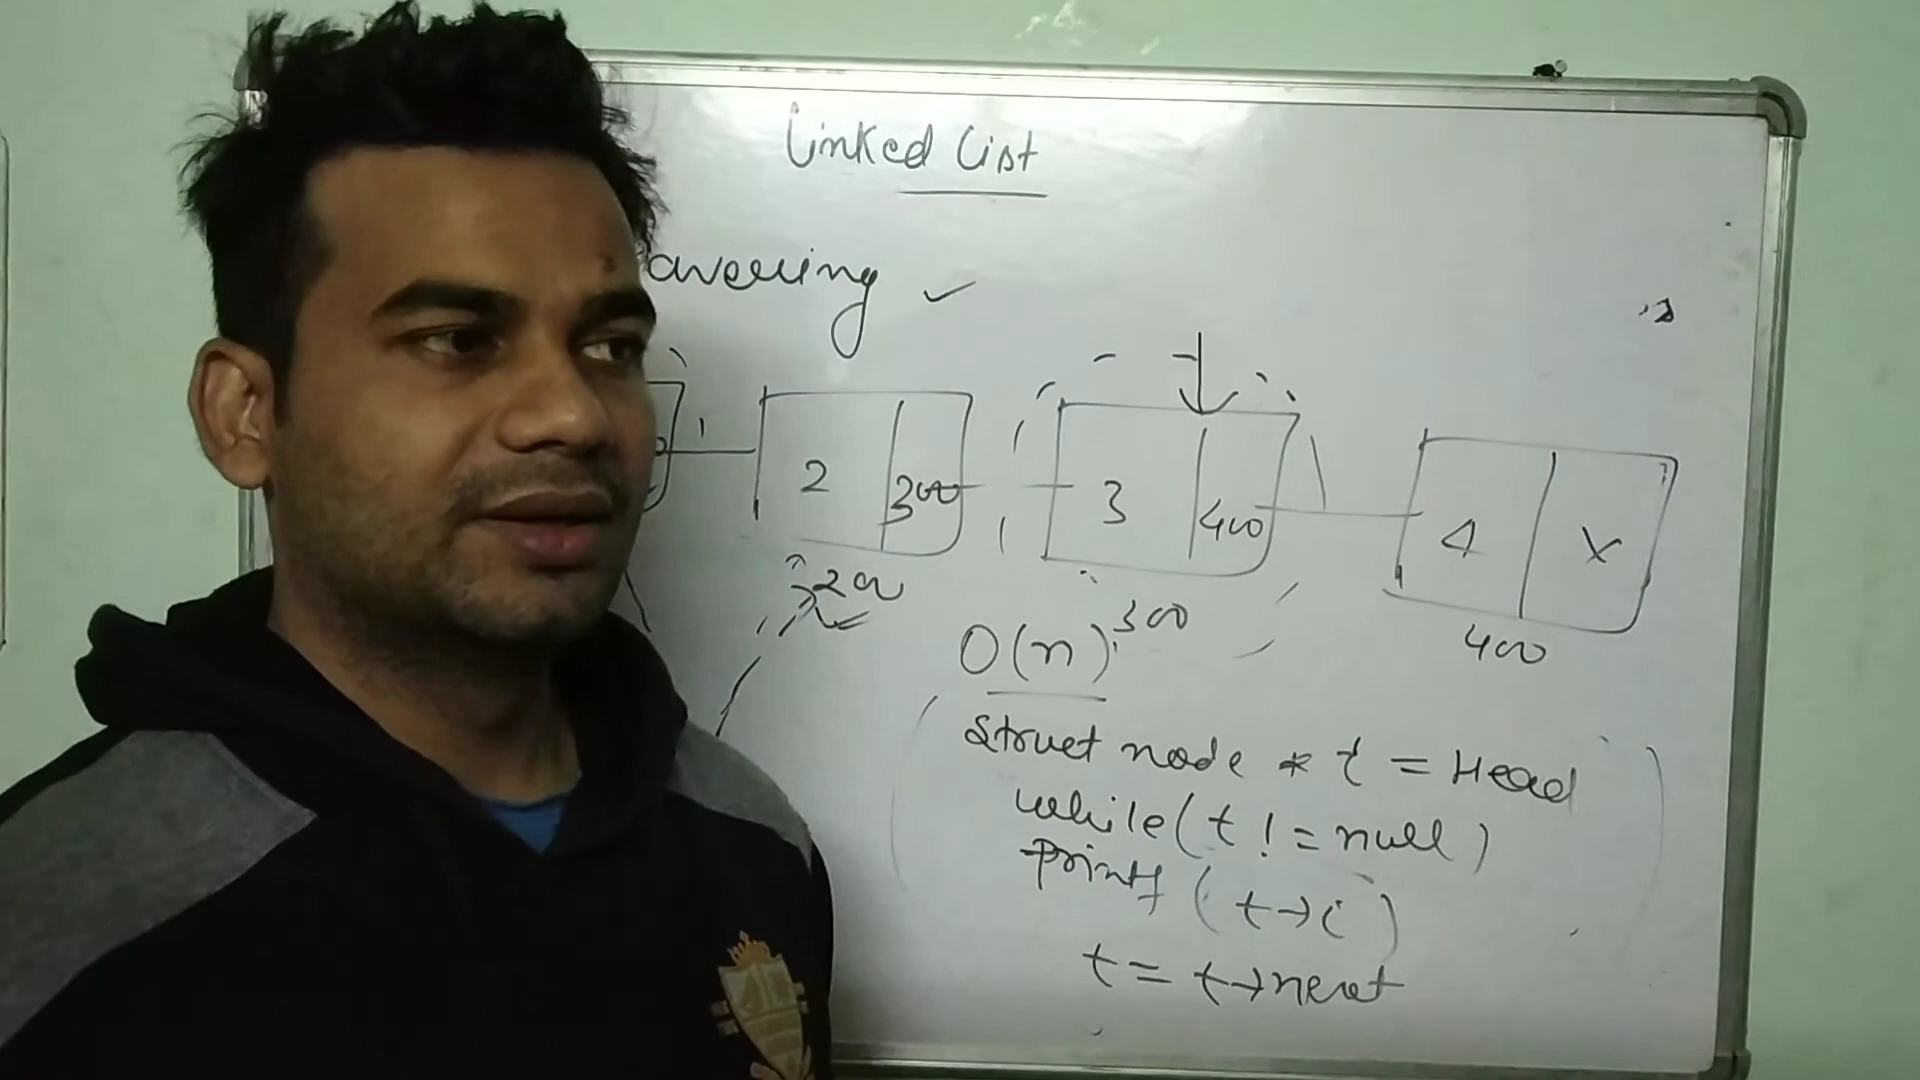 Linked List
avelling ✓
2 300 3 400 4 X
200
300
400
O(n)
Struct node * t = Head
while(t != null)
Printf (t→i)
t = t→next